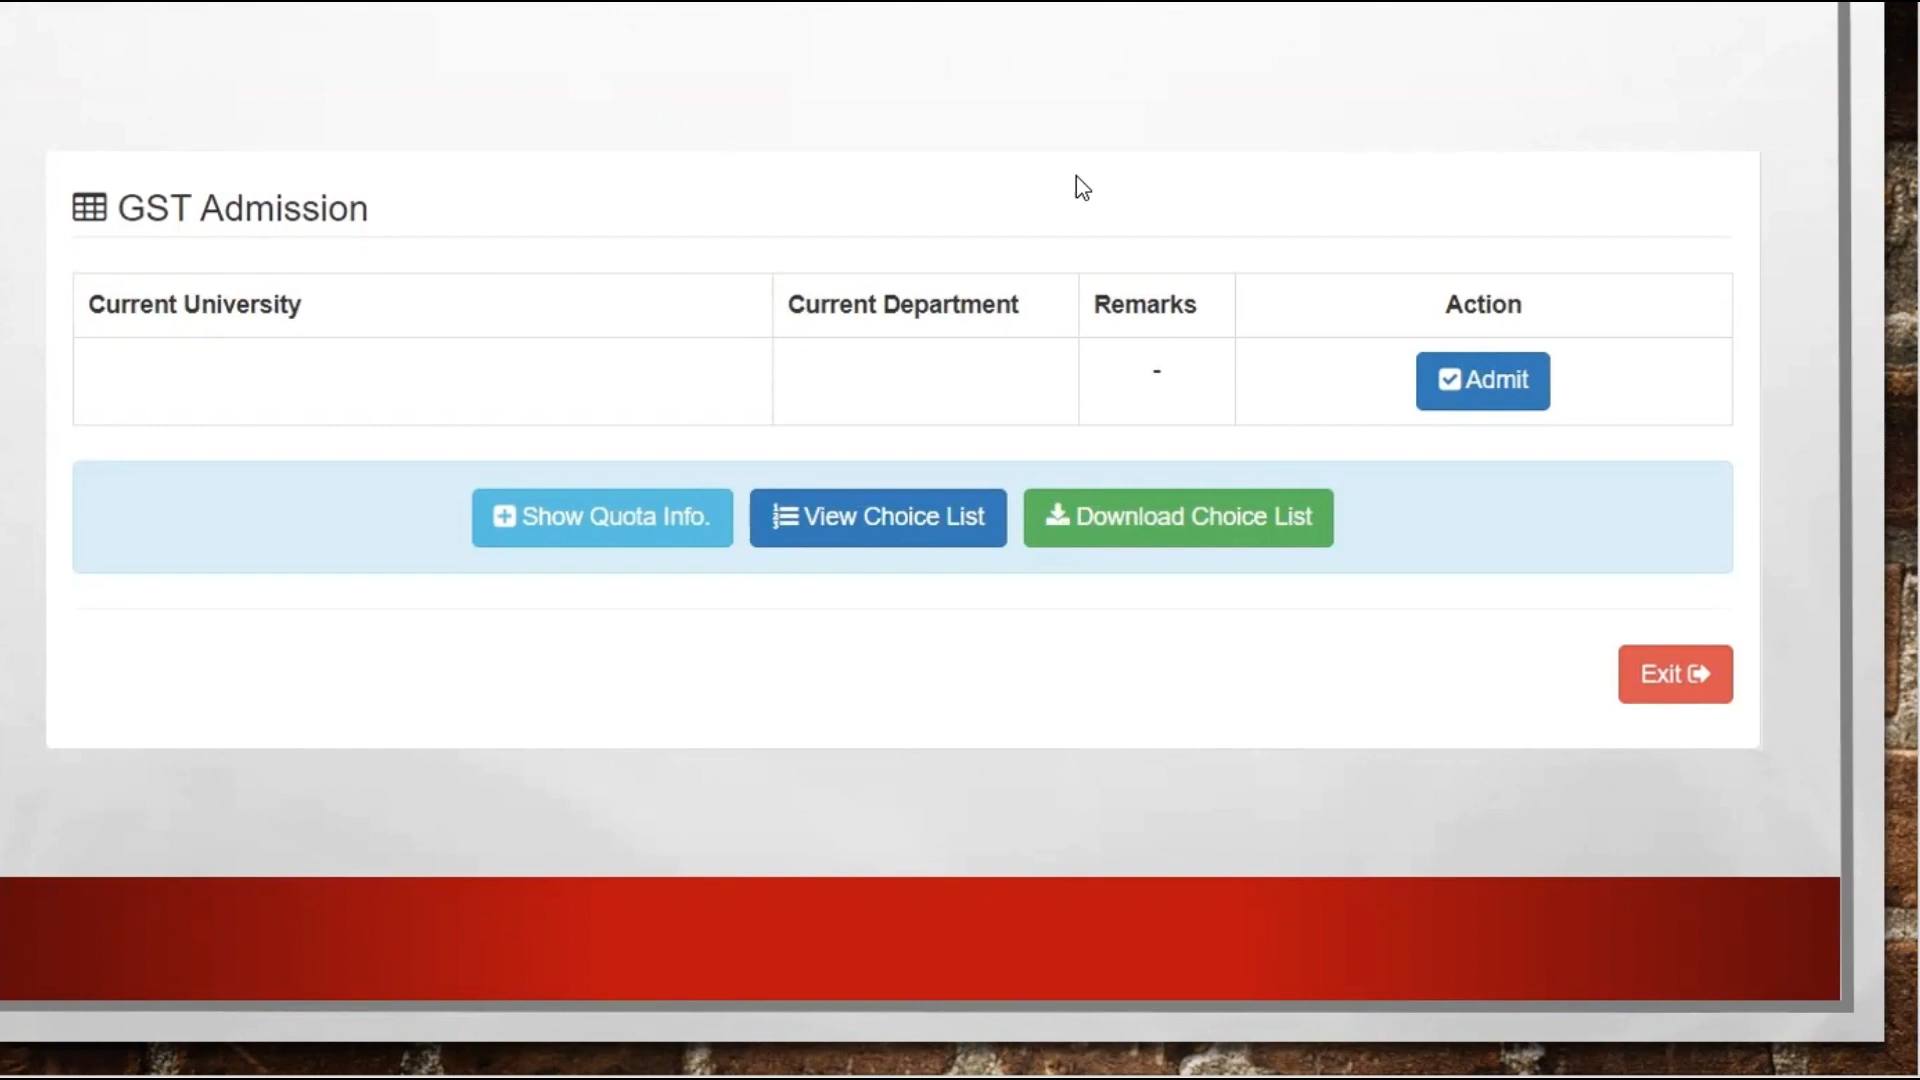 GST Admission
Current University Current Department Remarks Action
- Admit
Show Quota Info. View Choice List Download Choice List
Exit